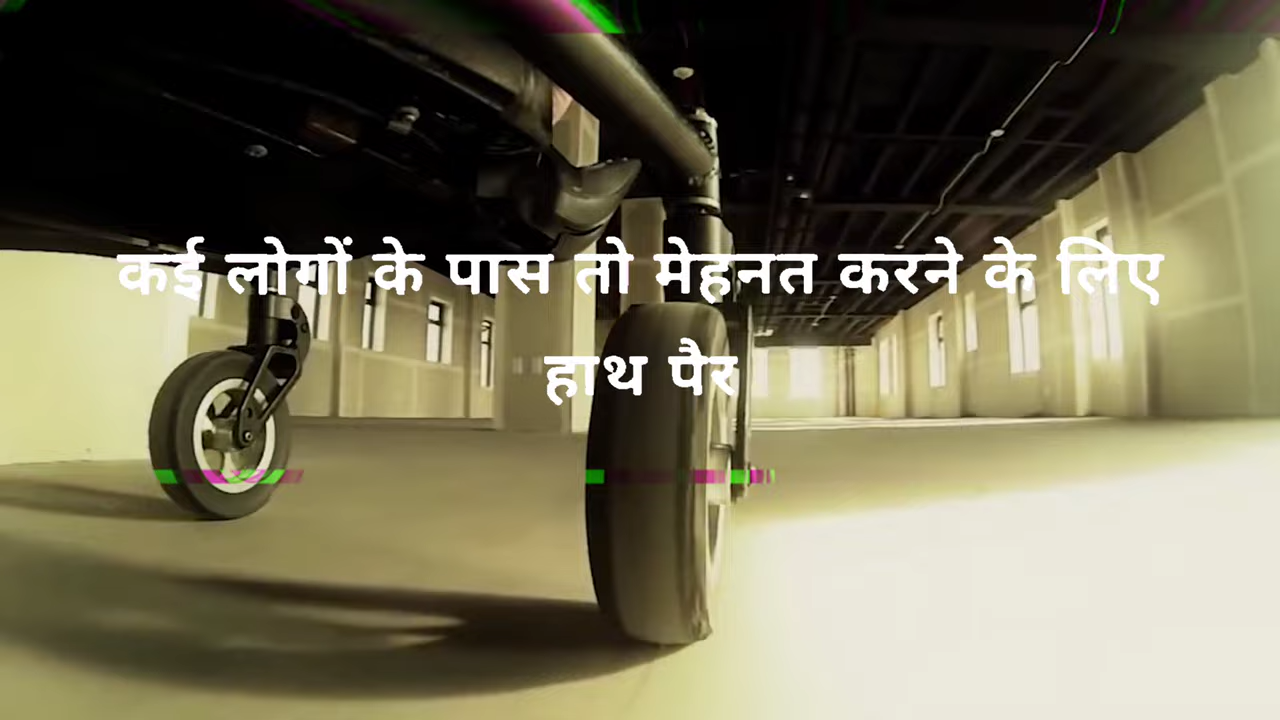 कई लोगों के पास तो मेहनत करने के लिए
हाथ पैर